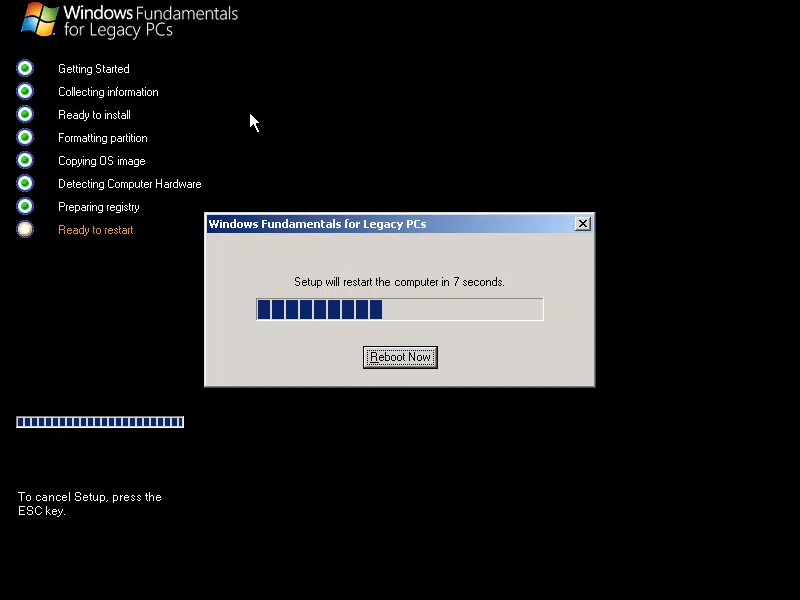 Windows Fundamentals
for Legacy PCs
Getting Started
Collecting information
Ready to install
Formatting partition
Copying OS image
Detecting Computer Hardware
Preparing registry
Ready to restart
Windows Fundamentals for Legacy PCs
Setup will restart the computer in 7 seconds.
Reboot Now
To cancel Setup, press the
ESC key.